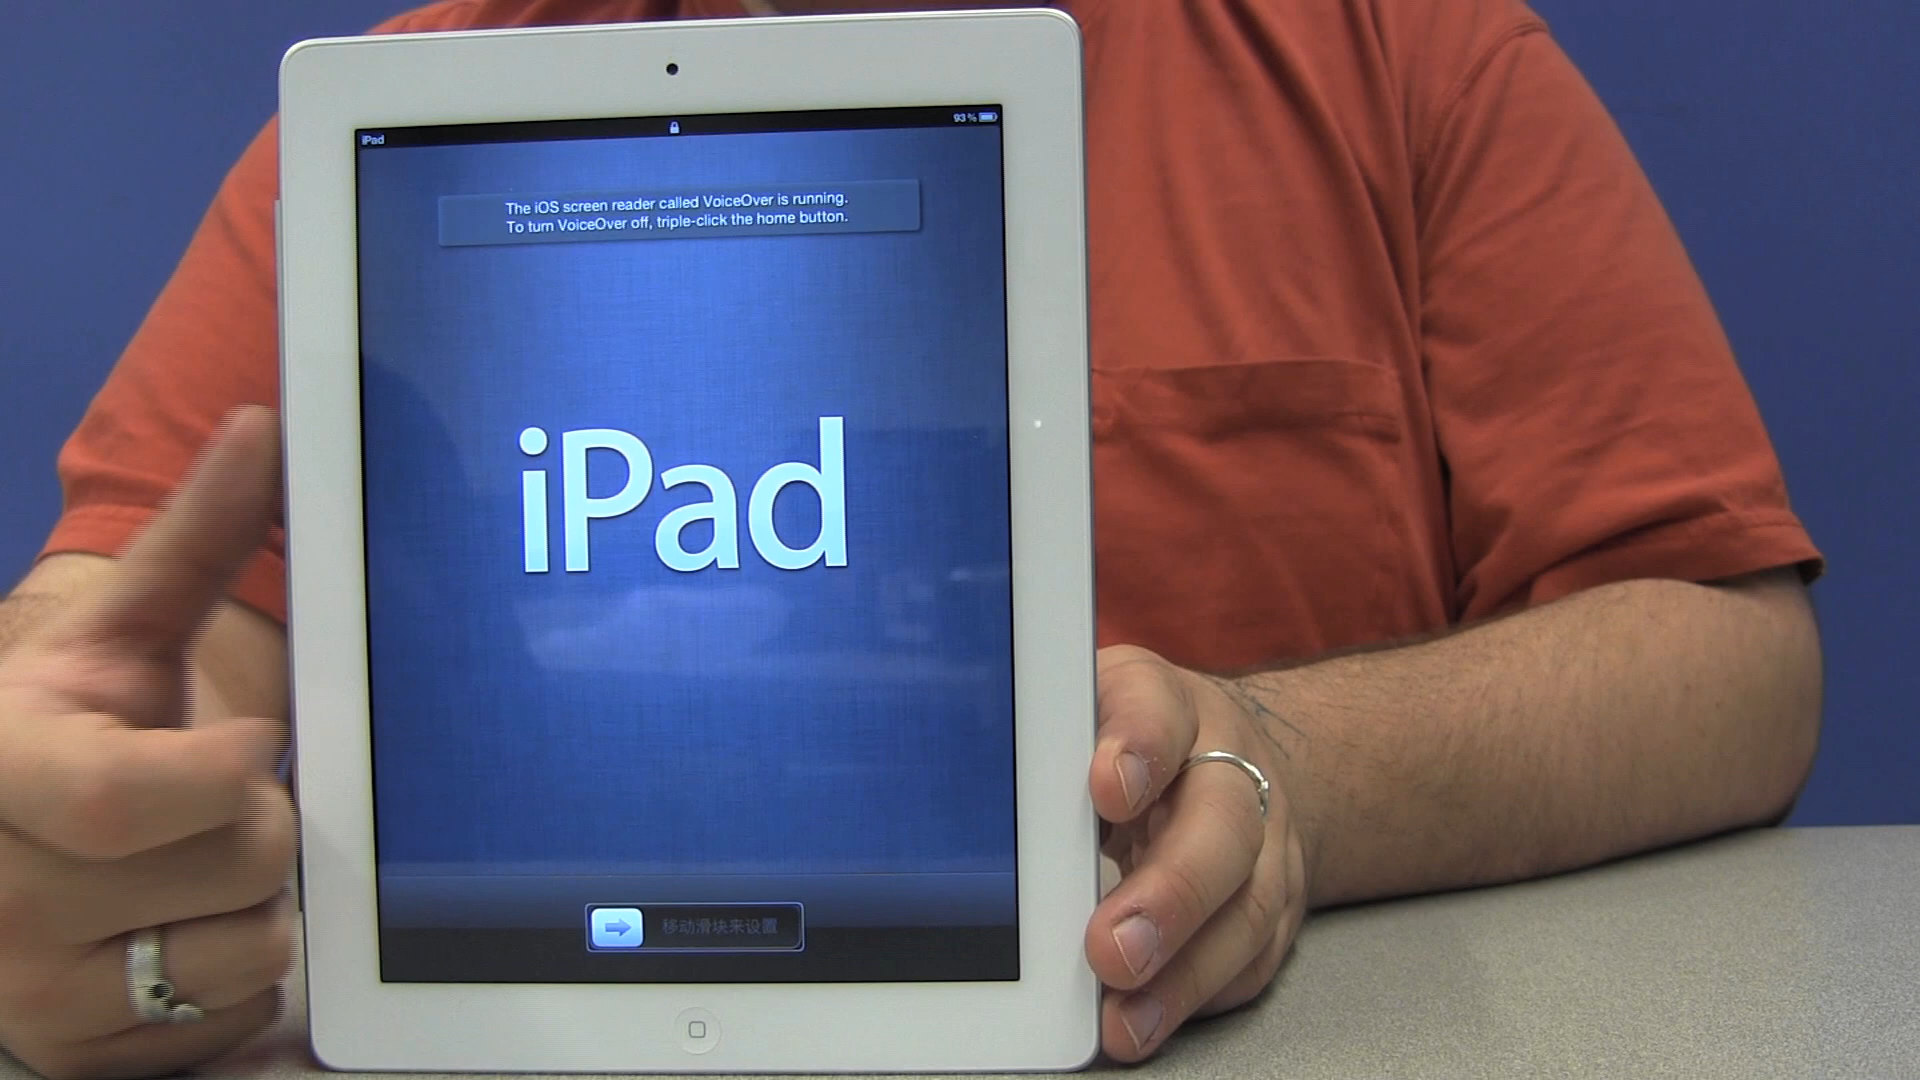 iPad
93%
The iOS screen reader called VoiceOver is running.
To turn VoiceOver off, triple-click the home button.
iPad
移动滑块来设置